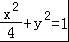 x²/4 + y² = 1